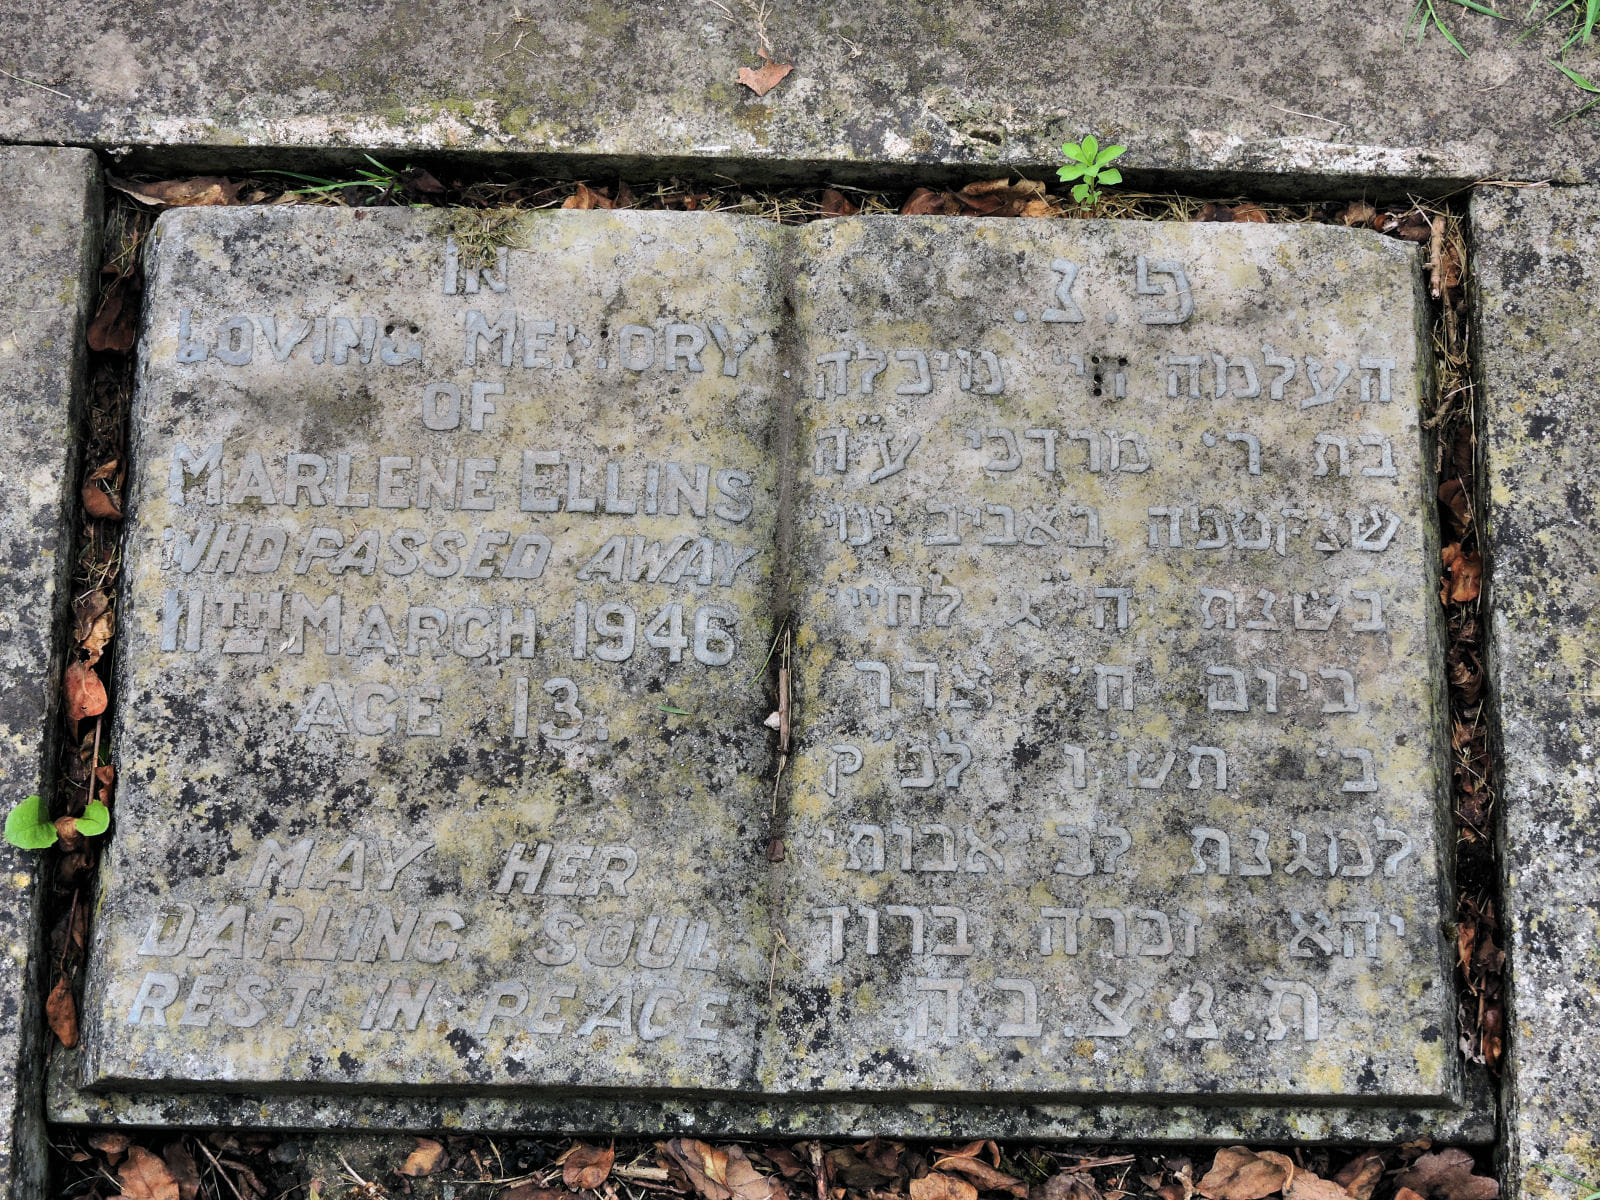 IN
LOVING MEMORY
OF
MARLENE ELLINS
WHO PASSED AWAY
11TH MARCH 1946
AGE 13.
MAY HER
DARLING SOUL
REST IN PEACE
פ.נ.
העלמה מיכלה
בת ר' מרדכי ע"ה
שנקטפה באביב ימי'
בשנת הי'ג לחיי'
ביום ח' אדר
ב' תש'ו לפ"ק
למגנת לב אבותי'
יהא זכרה ברוך
ת.נ.צ.ב.ה.